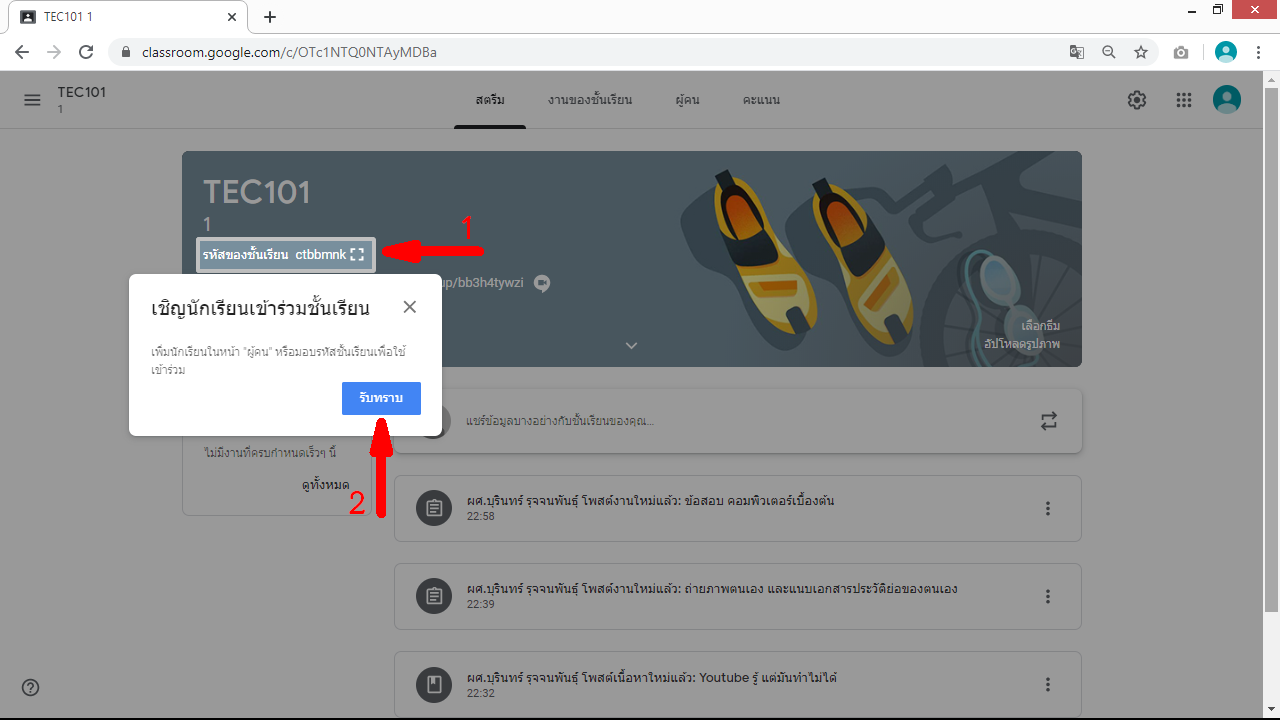 TEC101 1
classroom.google.com/c/OTc1NTQ0NTAyMDBa
TEC101
1
สตรีม
งานของชั้นเรียน
ผู้คน
คะแนน
TEC101
1
1
รหัสของชั้นเรียน ctbbmnk
up/bb3h4tywzi
เชิญนักเรียนเข้าร่วมชั้นเรียน
เพิ่มนักเรียนในหน้า "ผู้คน" หรือมอบรหัสชั้นเรียนเพื่อใช้
เข้าร่วม
รับทราบ
เลือกธีม
อัปโหลดรูปภาพ
แชร์ข้อมูลบางอย่างกับชั้นเรียนของคุณ...
ไม่มีงานที่ครบกำหนดเร็วๆ นี้
ดูทั้งหมด
2
ผศ.บุรินทร์ รุจจนพันธุ์ โพสต์งานใหม่แล้ว: ข้อสอบ คอมพิวเตอร์เบื้องต้น
22:58
ผศ.บุรินทร์ รุจจนพันธุ์ โพสต์งานใหม่แล้ว: ถ่ายภาพตนเอง และแนบเอกสารประวัติย่อของตนเอง
22:39
ผศ.บุรินทร์ รุจจนพันธุ์ โพสต์เนื้อหาใหม่แล้ว: Youtube รู้ แต่มันทำไม่ได้
22:32